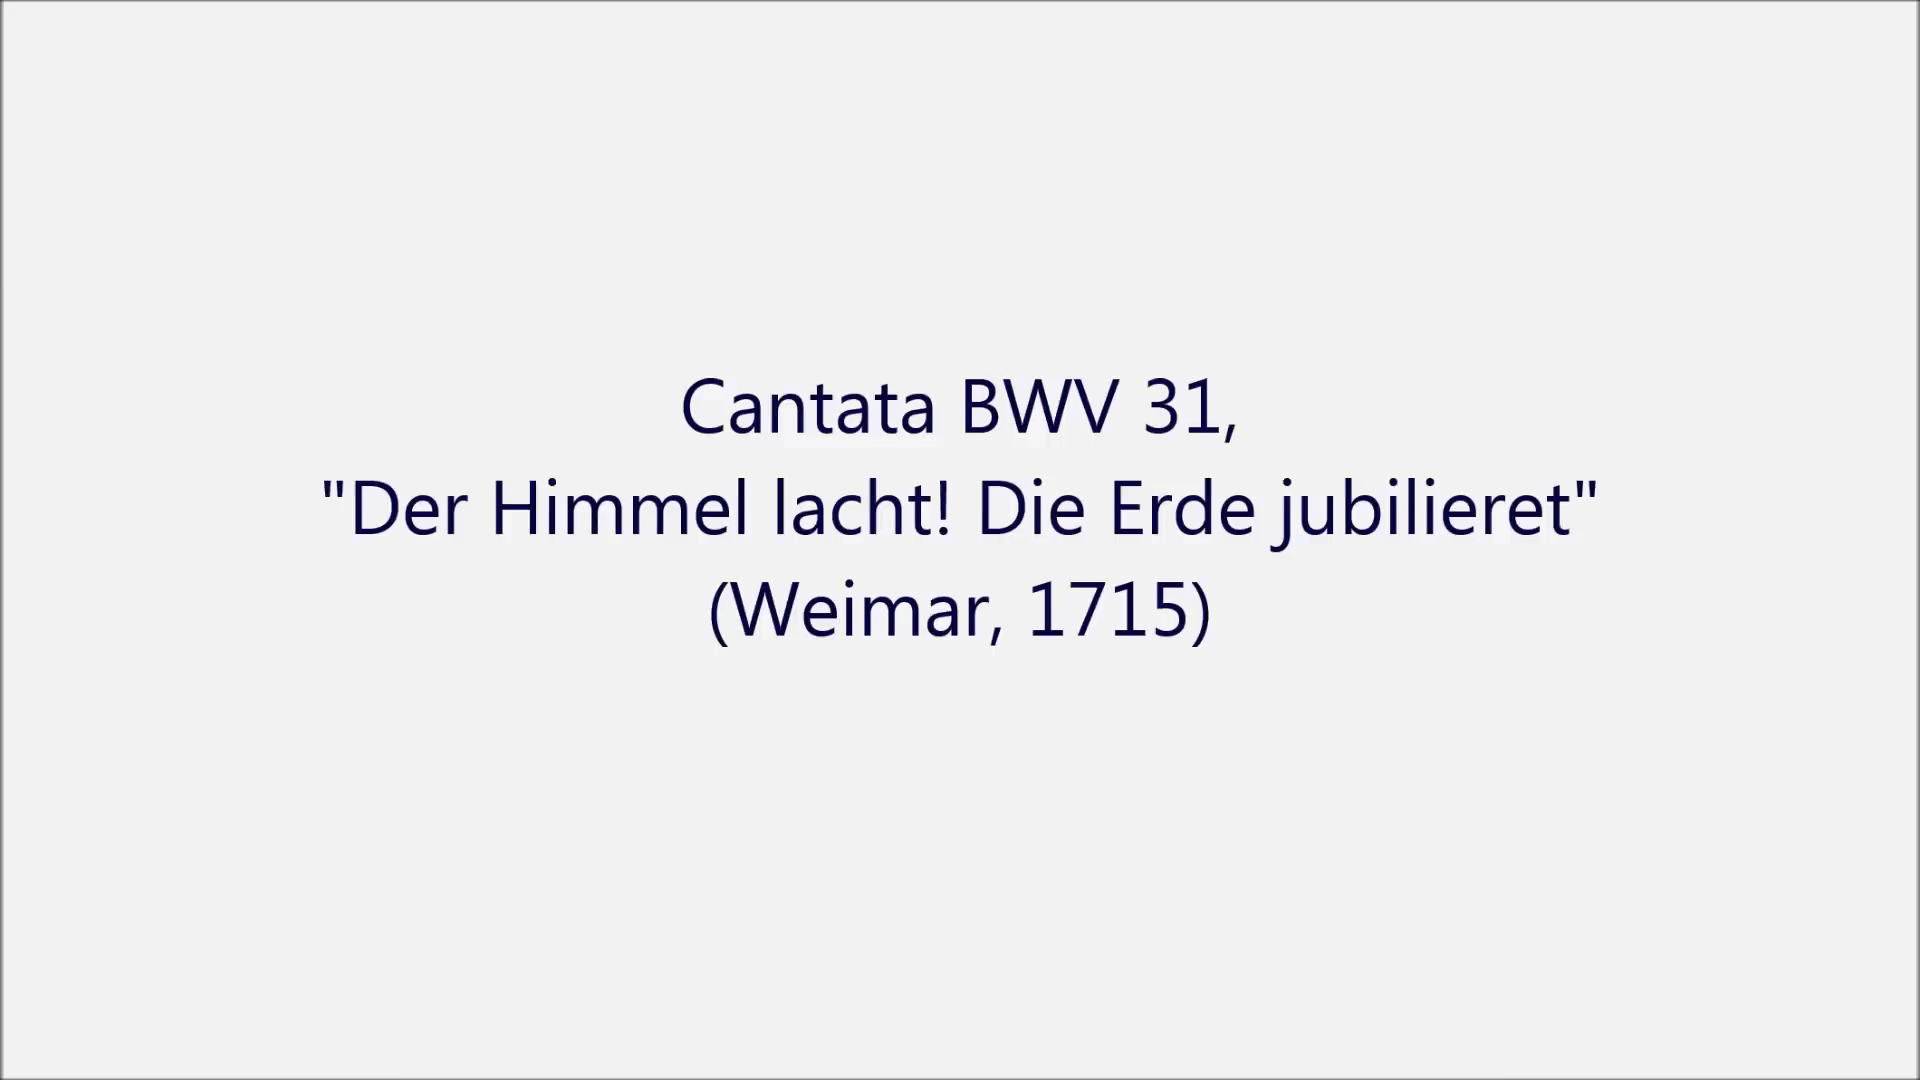 Cantata BWV 31,
"Der Himmel lacht! Die Erde jubilieret"
(Weimar, 1715)